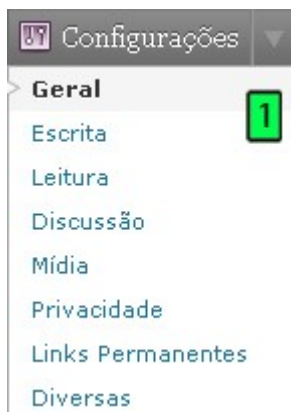 Configurações
Geral
1
Escrita
Leitura
Discussão
Mídia
Privacidade
Links Permanentes
Diversas